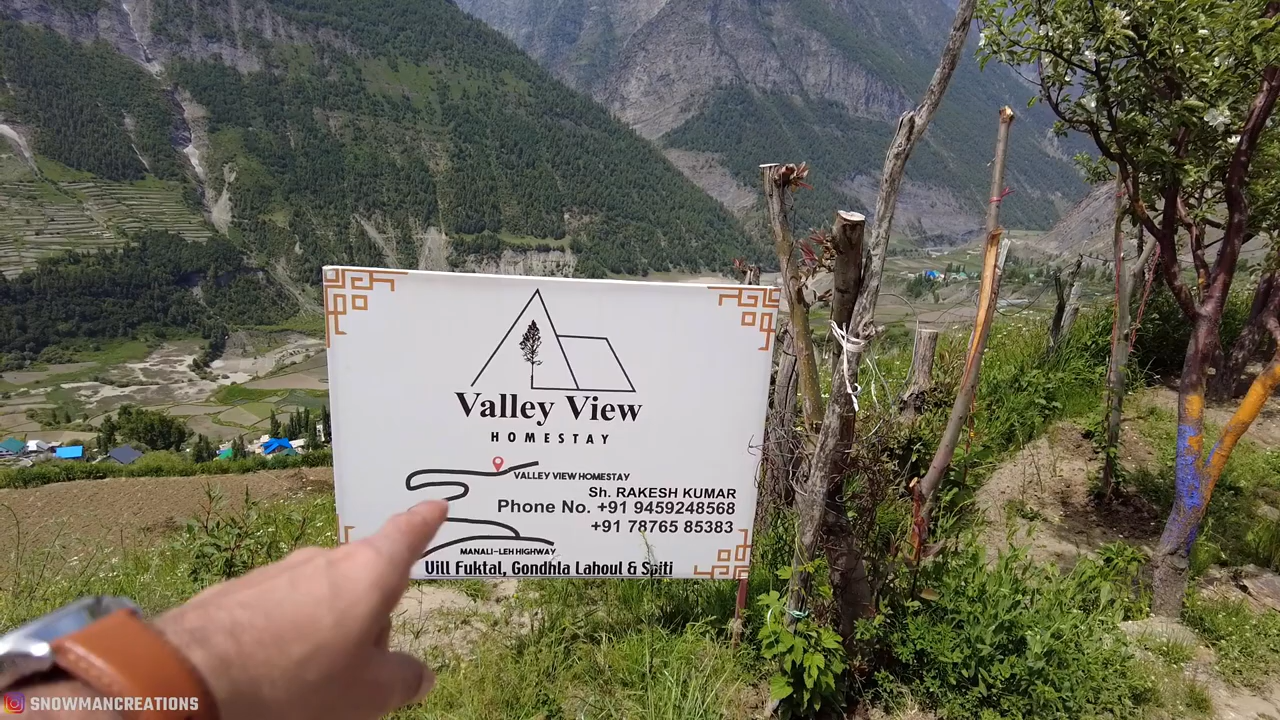 Valley View
HOMESTAY
VALLEY VIEW HOMESTAY
Sh. RAKESH KUMAR
Phone No. +91 9459248568
+91 78765 85383
MANALI-LEH HIGHWAY
Vill Fuktal, Gondhla Lahoul & Spiti
SNOWMANCREATIONS